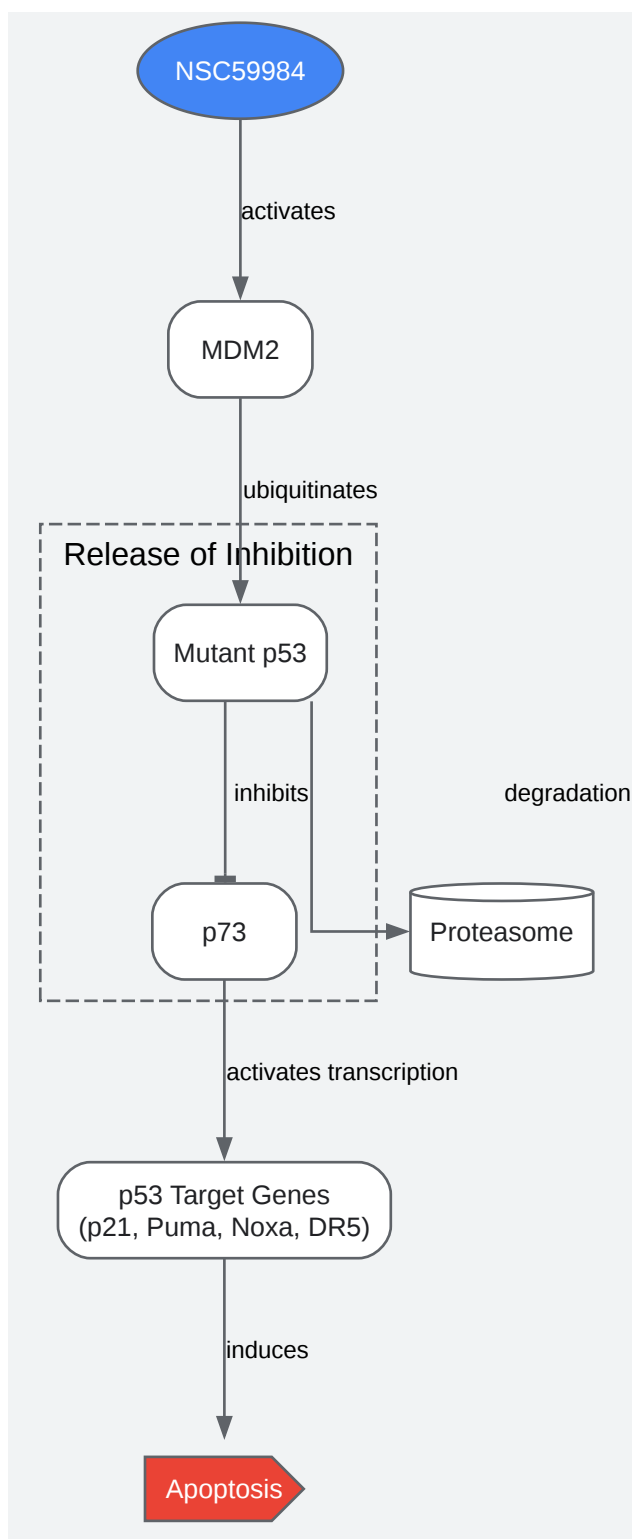 NSC59984
activates
MDM2
ubiquitinates
Release of Inhibition
Mutant p53
inhibits
degradation
p73
Proteasome
activates transcription
p53 Target Genes
(p21, Puma, Noxa, DR5)
induces
Apoptosis